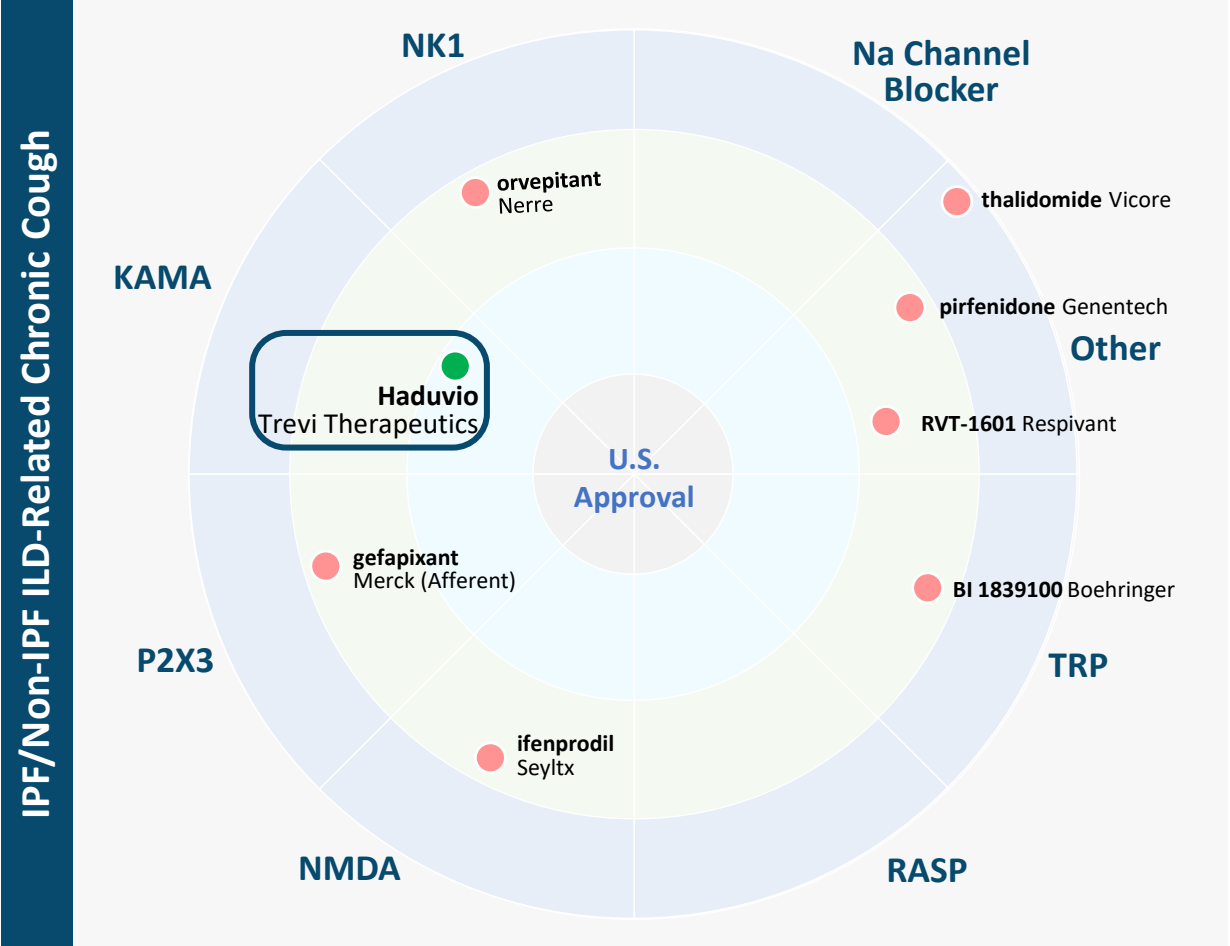 IPF/Non-IPF ILD-Related Chronic Cough
NK1
Na Channel
Blocker
orvepitant
Nerre
thalidomide Vicore
KAMA
pirfenidone Genentech
Other
Haduvio
Trevi Therapeutics
RVT-1601 Respivant
U.S.
Approval
gefapixant
Merck (Afferent)
BI 1839100 Boehringer
P2X3
TRP
ifenprodil
Seyltx
NMDA
RASP